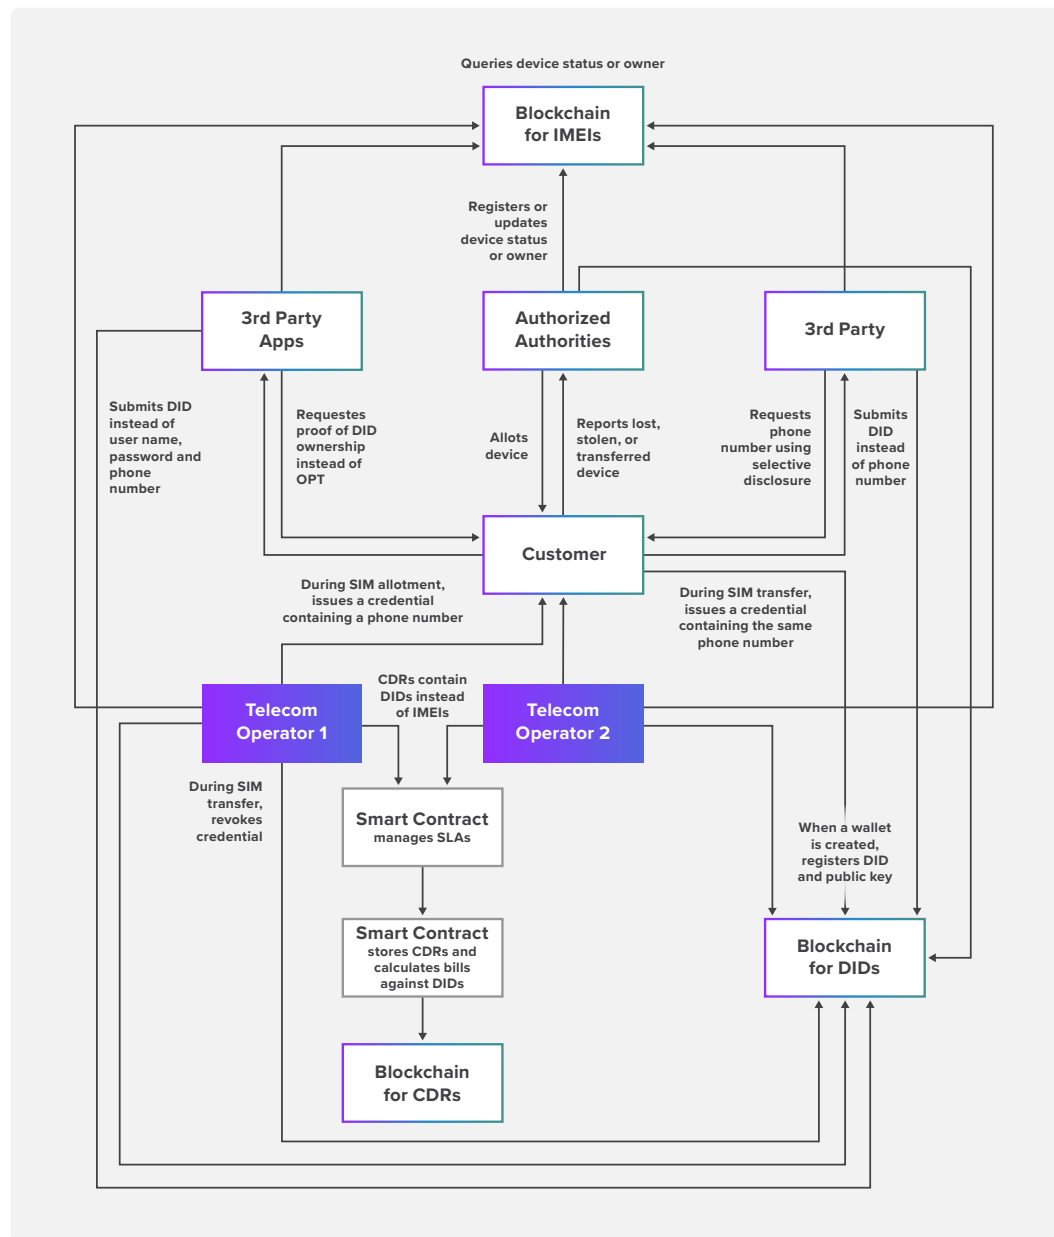 Queries device status or owner
Blockchain
for IMEIs
Registers or
updates
device status
or owner
3rd Party
Apps
Authorized
Authorities
3rd Party
Submits DID
instead of
user name,
password and
phone
number
Requestes
proof of DID
ownership
instead of
OPT
Allots
device
Reports lost,
stolen, or
transferred
device
Requests
phone
number using
selective
disclosure
Submits
DID
instead
of phone
number
Customer
During SIM allotment,
issues a credential
containing a phone number
During SIM transfer,
issues a credential
containing the same
phone number
Telecom
Operator 1
CDRs contain
DIDs instead
of IMEIs
Telecom
Operator 2
During SIM
transfer,
revokes
credential
Smart Contract
manages SLAs
When a wallet
is created,
registers DID
and public key
Smart Contract
stores CDRs and
calculates bills
against DIDs
Blockchain
for DIDs
Blockchain
for CDRs